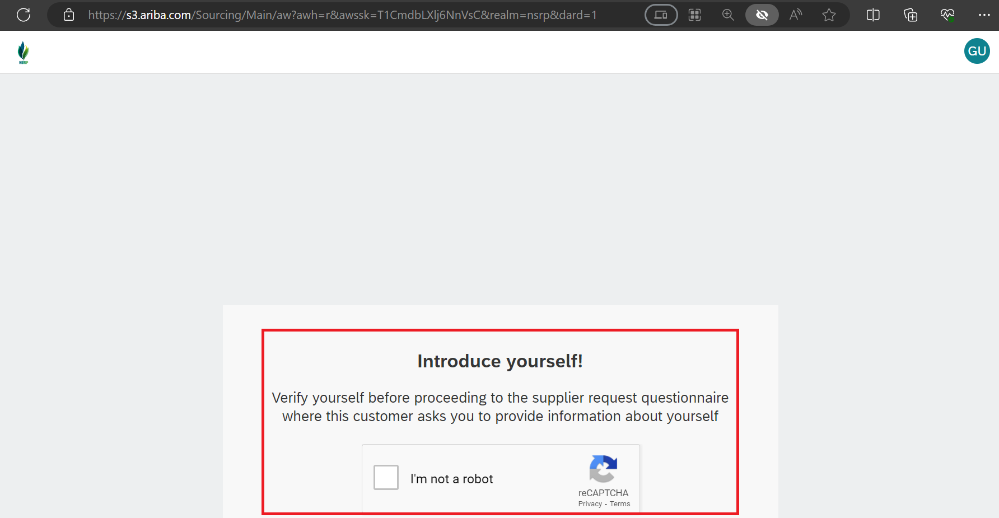 https://s3.ariba.com/Sourcing/Main/aw?awh=r&awssk=T1CmdbLXlj6NnVsC&realm=nsrp&dard=1
NSRP
GU
Introduce yourself!
Verify yourself before proceeding to the supplier request questionnaire
where this customer asks you to provide information about yourself
I'm not a robot
reCAPTCHA
Privacy - Terms